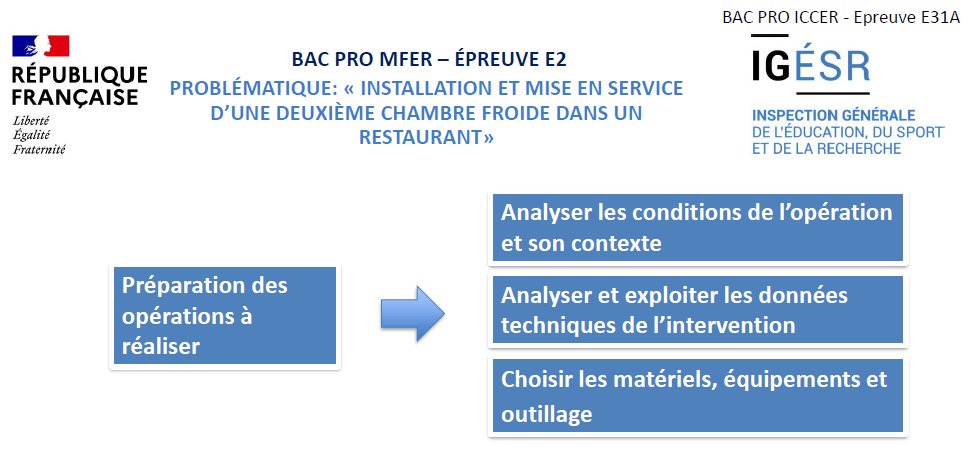 BAC PRO ICCER - Epreuve E31A
RÉPUBLIQUE
FRANÇAISE
Liberté
Égalité
Fraternité
BAC PRO MFER – ÉPREUVE E2
PROBLÉMATIQUE: « INSTALLATION ET MISE EN SERVICE
D’UNE DEUXIÈME CHAMBRE FROIDE DANS UN
RESTAURANT»
IGÉSR
INSPECTION GÉNÉRALE
DE L’ÉDUCATION, DU SPORT
ET DE LA RECHERCHE
Préparation des
opérations à
réaliser
Analyser les conditions de l’opération
et son contexte
Analyser et exploiter les données
techniques de l’intervention
Choisir les matériels, équipements et
outillage